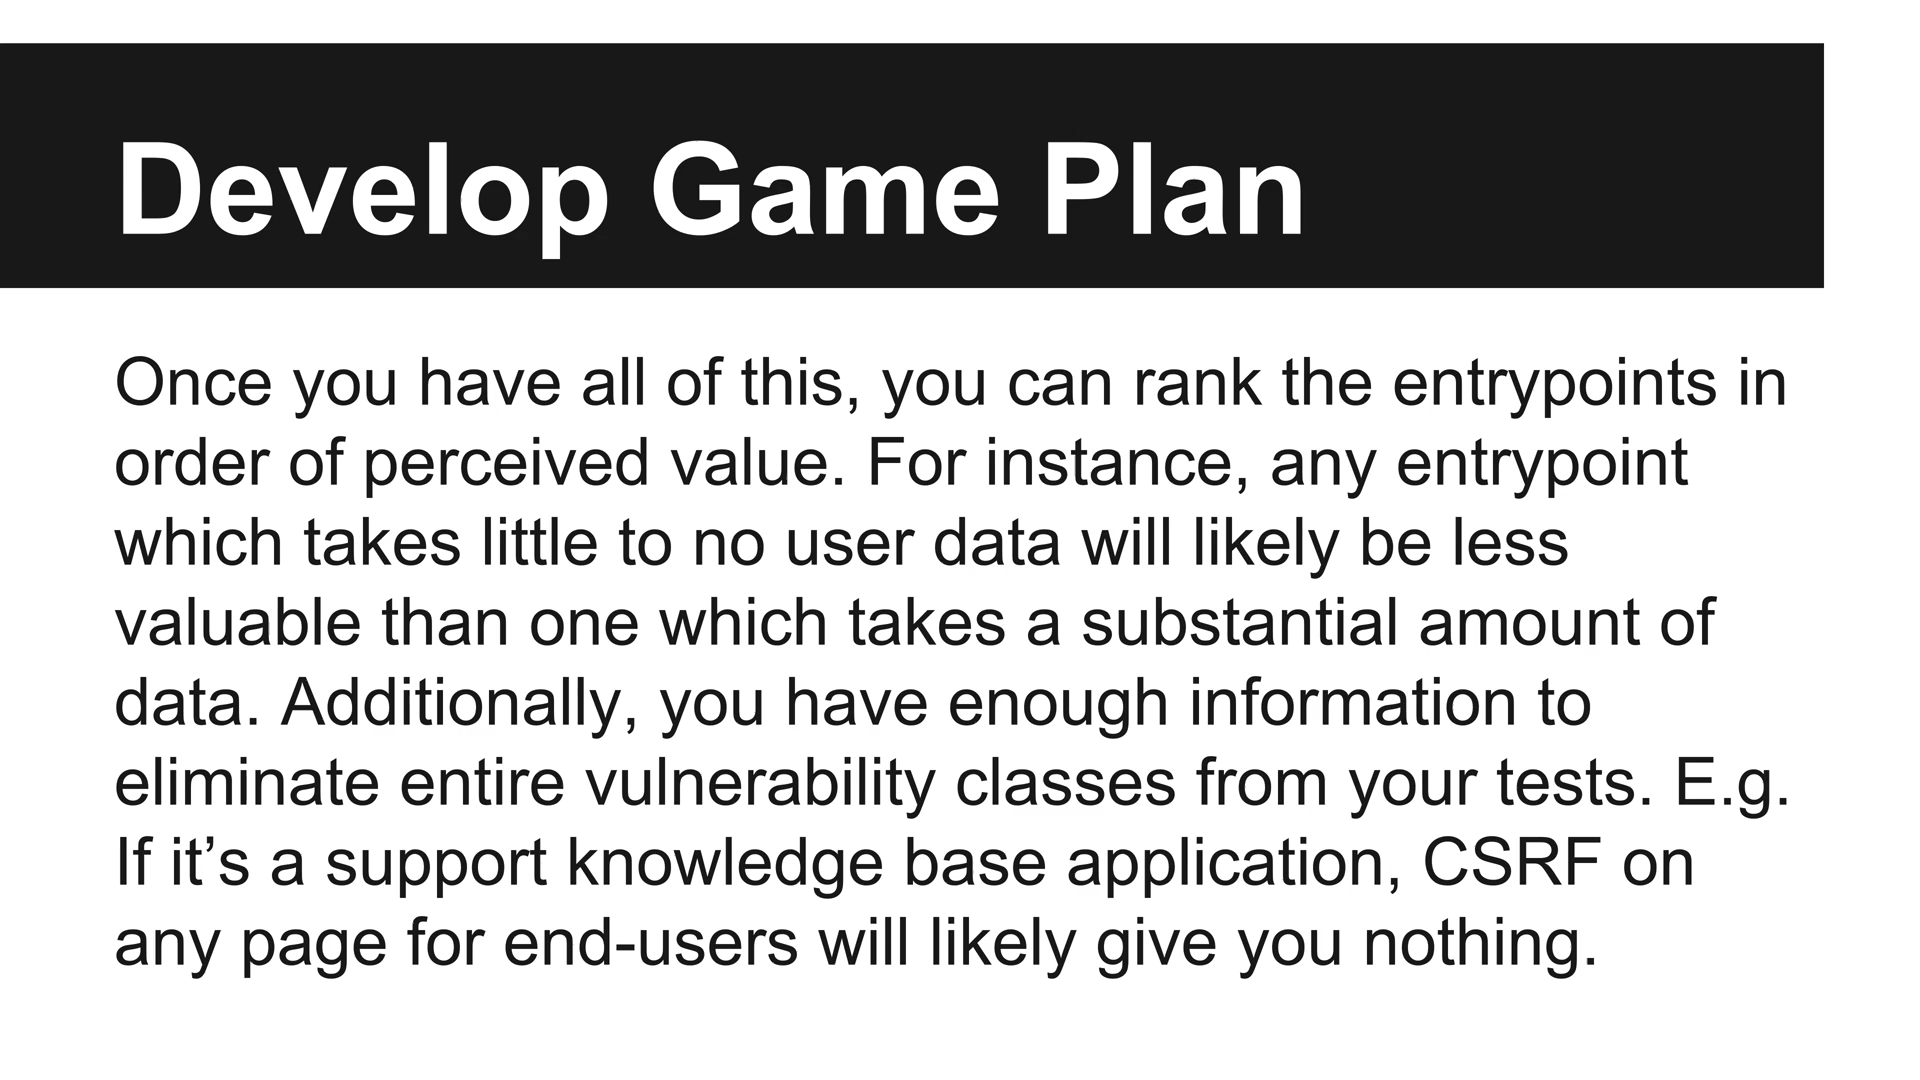 Develop Game Plan
Once you have all of this, you can rank the entrypoints in
order of perceived value. For instance, any entrypoint
which takes little to no user data will likely be less
valuable than one which takes a substantial amount of
data. Additionally, you have enough information to
eliminate entire vulnerability classes from your tests. E.g.
If it’s a support knowledge base application, CSRF on
any page for end-users will likely give you nothing.